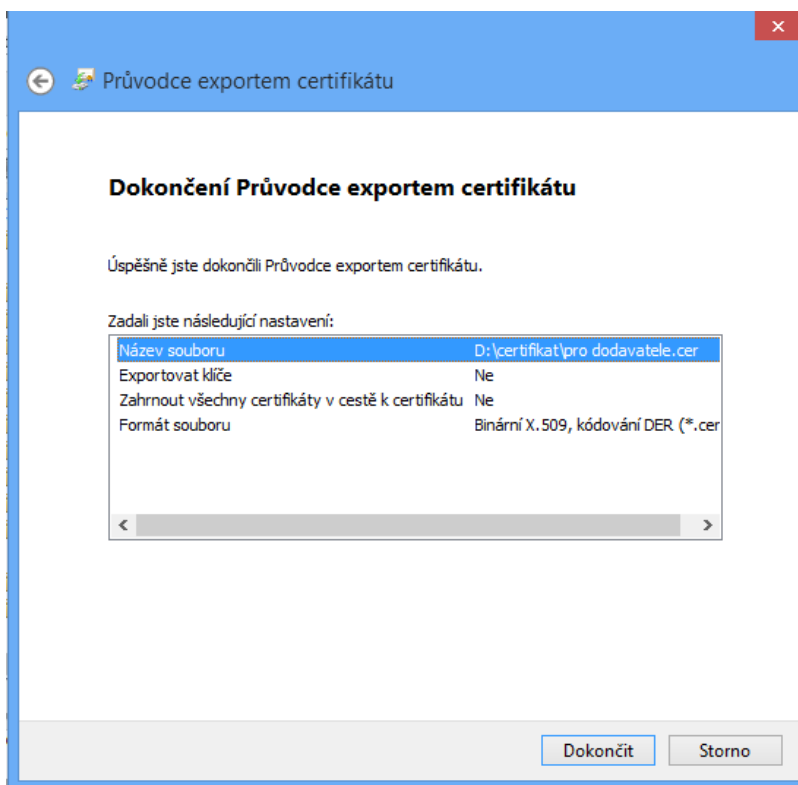 Průvodce exportem certifikátu
Dokončení Průvodce exportem certifikátu
Úspěšně jste dokončili Průvodce exportem certifikátu.
Zadali jste následující nastavení:
Název souboru D:\certifikat\pro dodavatele.cer
Exportovat klíče Ne
Zahrnout všechny certifikáty v cestě k certifikátu Ne
Formát souboru Binární X.509, kódování DER (*.cer
Dokončit Storno